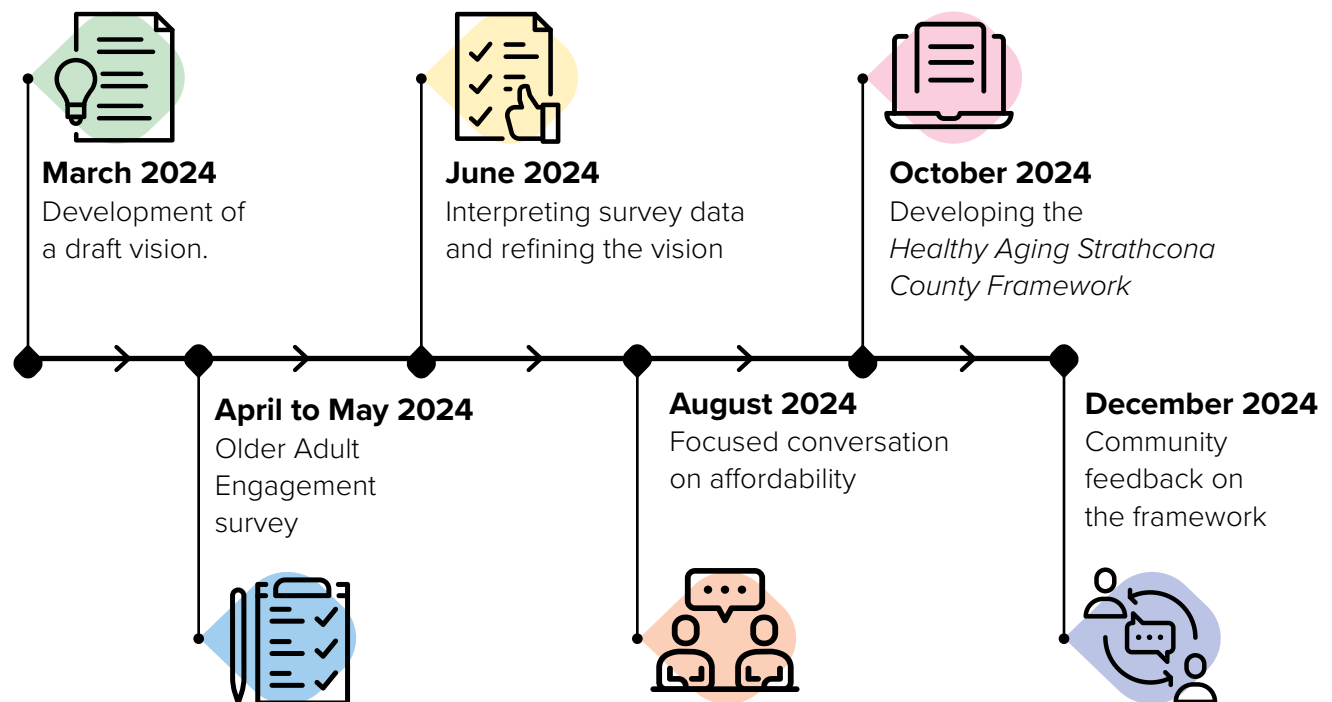 March 2024
Development of
a draft vision.
April to May 2024
Older Adult
Engagement
survey
June 2024
Interpreting survey data
and refining the vision
August 2024
Focused conversation
on affordability
October 2024
Developing the
Healthy Aging Strathcona
County Framework
December 2024
Community
feedback on
the framework